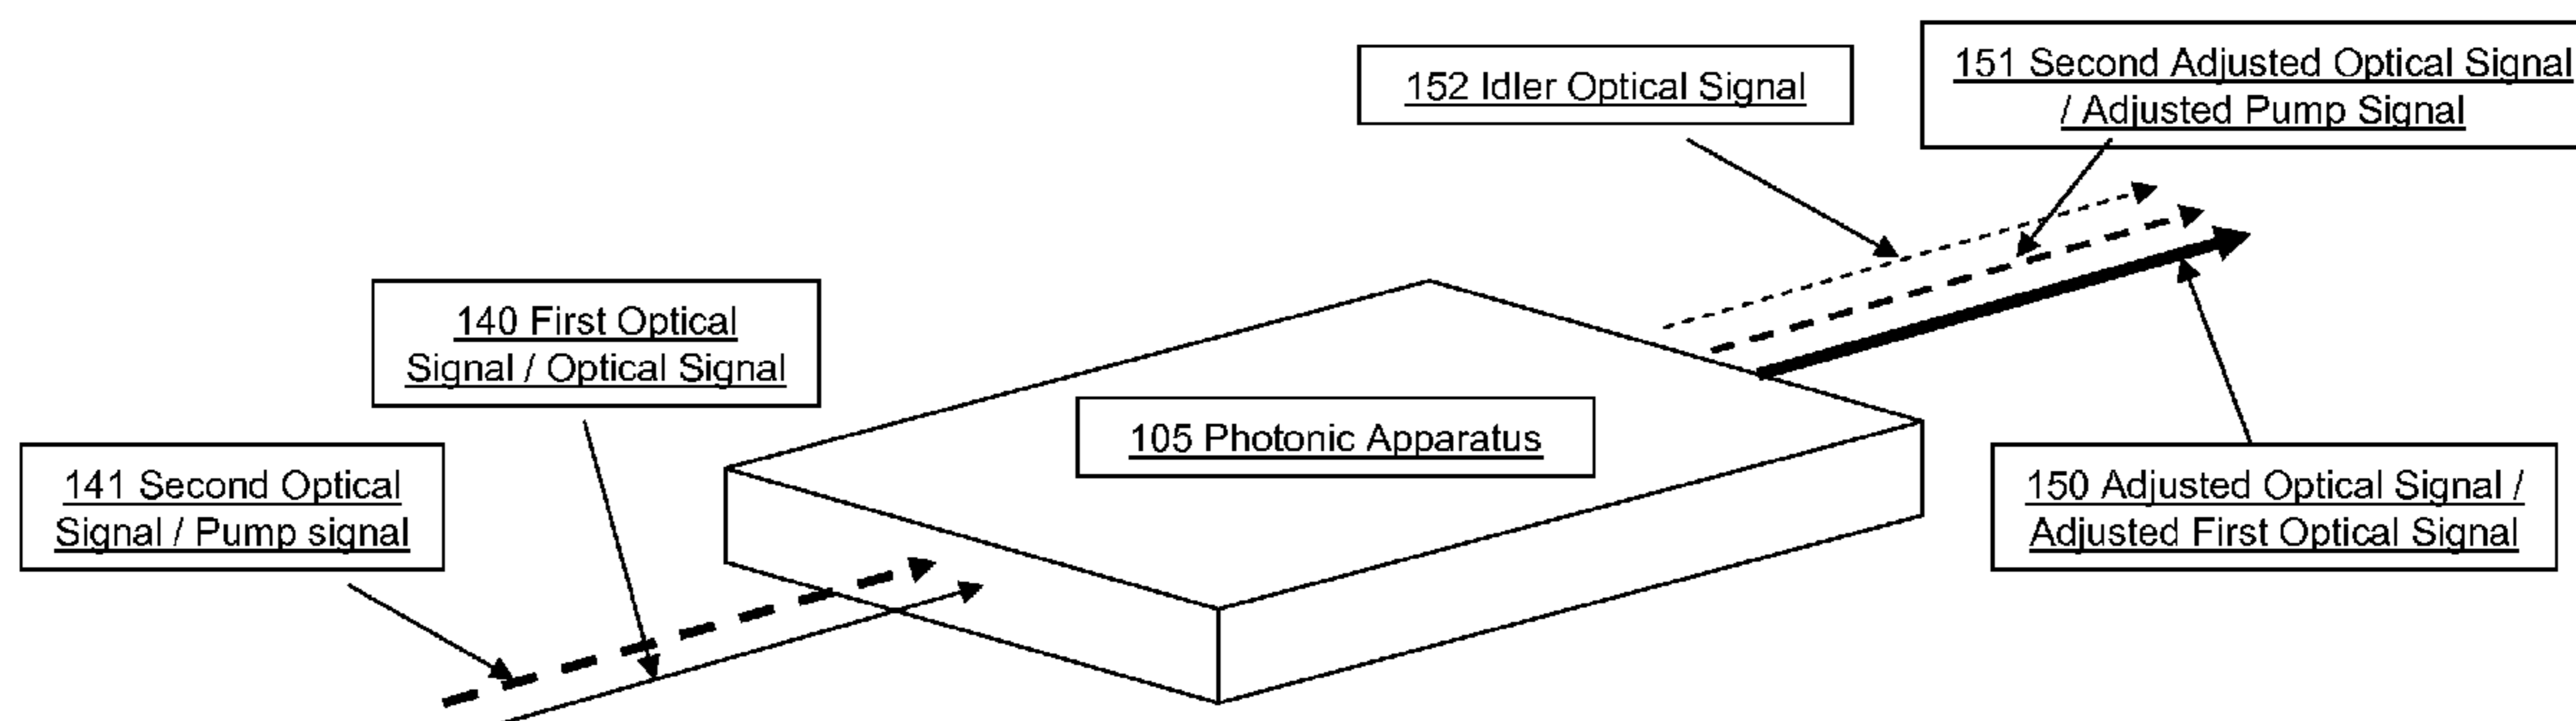 152 Idler Optical Signal
151 Second Adjusted Optical Signal
/ Adjusted Pump Signal
140 First Optical
Signal / Optical Signal
105 Photonic Apparatus
141 Second Optical
Signal / Pump signal
150 Adjusted Optical Signal /
Adjusted First Optical Signal